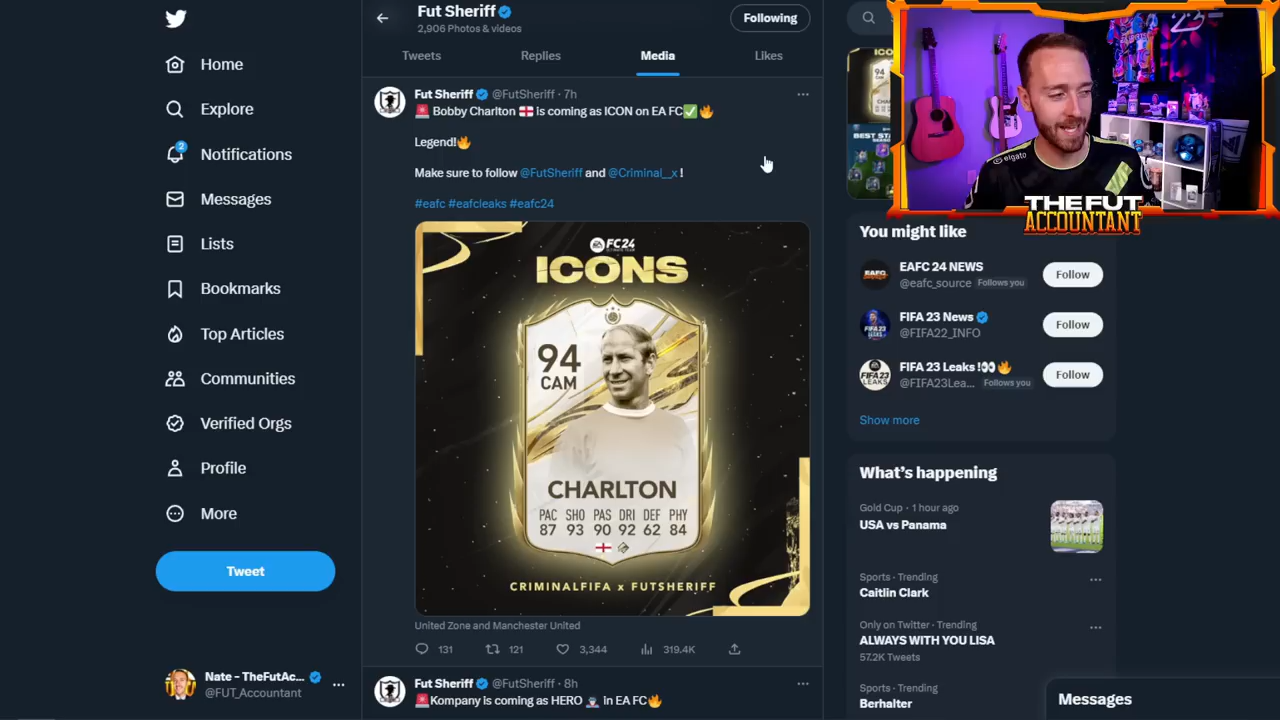 Fut Sheriff
2,906 Photos & videos
Following
Tweets
Replies
Media
Likes
Home
Explore
2
Notifications
Messages
Lists
Bookmarks
Top Articles
Communities
Verified Orgs
Profile
More
Tweet
Nate - TheFutAc...
@FUT_Accountant
Fut Sheriff @FutSheriff · 7h
🚨 Bobby Charlton 🏴󠁧󠁢󠁥󠁮󠁧󠁿 is coming as ICON on EA FC✅🔥
Legend!🔥
Make sure to follow @FutSheriff and @Criminal__x !
#eafc #eafcleaks #eafc24
FC24
ICONS
94
CAM
CHARLTON
PAC SHO PAS DRI DEF PHY
87 93 90 92 62 84
CRIMINALFIFA x FUTSHERIFF
United Zone and Manchester United
131
121
3,344
319.4K
Fut Sheriff @FutSheriff · 8h
🚨Kompany is coming as HERO in EA FC🔥
94
BEST ST
elgato
THE FUT
ACCOUNTANT
You might like
EAFC 24 NEWS
@eafc_source Follows you
Follow
FIFA 23 News
@FIFA22_INFO
Follow
FIFA 23 Leaks !👀🔥
@FIFA23Lea... Follows you
Follow
Show more
What's happening
Gold Cup · 1 hour ago
USA vs Panama
Sports · Trending
Caitlin Clark
Only on Twitter · Trending
ALWAYS WITH YOU LISA
57.2K Tweets
Sports · Trending
Berhalter
Messages